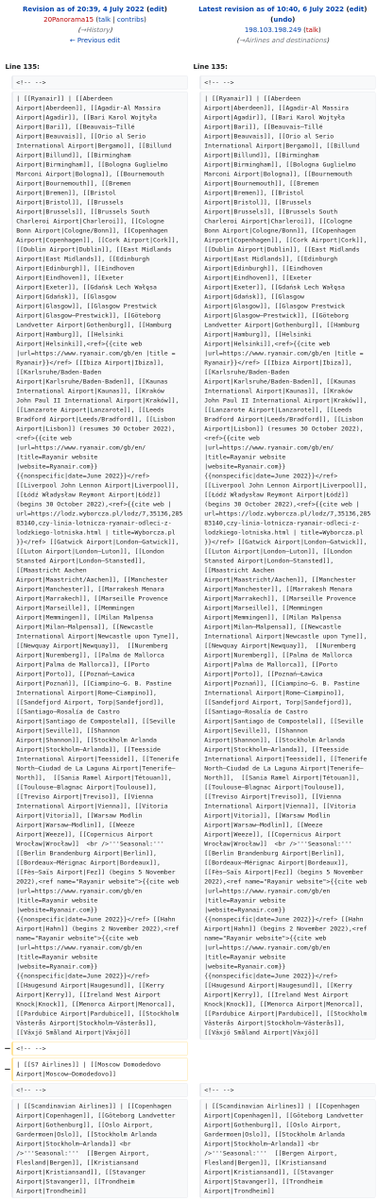 Revision as of 20:39, 4 July 2022 (edit)
20Panorama15 (talk | contribs)
(→History)
← Previous edit
Line 135:
<!-- -->
| [[Ryanair]] | [[Aberdeen
Airport|Aberdeen]], [[Agadir-Al Massira
Airport|Agadir]], [[Bari Karol Wojtyła
Airport|Bari]], [[Beauvais–Tillé
Airport|Beauvais]], [[Orio al Serio
International Airport|Bergamo]], [[Billund
Airport|Billund]], [[Birmingham
Airport|Birmingham]], [[Bologna Guglielmo
Marconi Airport|Bologna]], [[Bournemouth
Airport|Bournemouth]], [[Bremen
Airport|Bremen]], [[Bristol
Airport|Bristol]], [[Brussels
Airport|Brussels]], [[Brussels South
Charleroi Airport|Charleroi]], [[Cologne
Bonn Airport|Cologne/Bonn]], [[Copenhagen
Airport|Copenhagen]], [[Cork Airport|Cork]],
[[Dublin Airport|Dublin]], [[East Midlands
Airport|East Midlands]], [[Edinburgh
Airport|Edinburgh]], [[Eindhoven
Airport|Eindhoven]], [[Exeter
Airport|Exeter]], [[Gdańsk Lech Wałęsa
Airport|Gdańsk]], [[Glasgow
Airport|Glasgow]], [[Glasgow Prestwick
Airport|Glasgow–Prestwick]], [[Göteborg
Landvetter Airport|Gothenburg]], [[Hamburg
Airport|Hamburg]], [[Helsinki
Airport|Helsinki]],<ref>{{cite web
|url=https://www.ryanair.com/gb/en |title =
Ryanair}}</ref> [[Ibiza Airport|Ibiza]],
[[Karlsruhe/Baden-Baden
Airport|Karlsruhe/Baden-Baden]], [[Kaunas
International Airport|Kaunas]], [[Kraków
John Paul II International Airport|Kraków]],
[[Lanzarote Airport|Lanzarote]], [[Leeds
Bradford Airport|Leeds/Bradford]], [[Lisbon
Airport|Lisbon]] (resumes 30 October 2022),
<ref>{{cite web
|url=https://www.ryanair.com/gb/en/
|title=Rayanair website
|website=Ryanair.com}}
{{nonspecific|date=June 2022}}</ref>
[[Liverpool John Lennon Airport|Liverpool]],
[[Łódź Władysław Reymont Airport|Łódź]]
(begins 30 October 2022),<ref>{{cite web |
url=https://lodz.wyborcza.pl/lodz/7,35136,285
83140,czy-linia-lotnicza-ryanair-odleci-z-
lodzkiego-lotniska.html | title=Wyborcza.pl
}}</ref> [[Gatwick Airport|London–Gatwick]],
[[Luton Airport|London–Luton]], [[London
Stansted Airport|London–Stansted]],
[[Maastricht Aachen
Airport|Maastricht/Aachen]], [[Manchester
Airport|Manchester]], [[Marrakesh Menara
Airport|Marrakech]], [[Marseille Provence
Airport|Marseille]], [[Memmingen
Airport|Memmingen]], [[Milan Malpensa
Airport|Milan-Malpensa]], [[Newcastle
International Airport|Newcastle upon Tyne]],
[[Newquay Airport|Newquay]],  [[Nuremberg
Airport|Nuremberg]], [[Palma de Mallorca
Airport|Palma de Mallorca]], [[Porto
Airport|Porto]], [[Poznań–Ławica
Airport|Poznań]], [[Ciampino–G. B. Pastine
International Airport|Rome–Ciampino]],
[[Sandefjord Airport, Torp|Sandefjord]],
[[Santiago-Rosalía de Castro
Airport|Santiago de Compostela]], [[Seville
Airport|Seville]], [[Shannon
Airport|Shannon]], [[Stockholm Arlanda
Airport|Stockholm–Arlanda]], [[Teesside
International Airport|Teesside]], [[Tenerife
North–Ciudad de La Laguna Airport|Tenerife–
North]],  [[Sania Ramel Airport|Tétouan]],
[[Toulouse–Blagnac Airport|Toulouse]],
[[Treviso Airport|Treviso]], [[Vienna
International Airport|Vienna]], [[Vitoria
Airport|Vitoria]], [[Warsaw Modlin
Airport|Warsaw–Modlin]], [[Weeze
Airport|Weeze]], [[Copernicus Airport
Wrocław|Wrocław]]  <br />'''Seasonal:'''
[[Berlin Brandenburg Airport|Berlin]],
[[Bordeaux–Mérignac Airport|Bordeaux]],
[[Fès–Saïs Airport|Fez]] (begins 5 November
2022),<ref name="Rayanir website">{{cite web
|url=https://www.ryanair.com/gb/en
|title=Rayanir website
|website=Ryanair.com}}
{{nonspecific|date=June 2022}}</ref> [[Hahn
Airport|Hahn]] (begins 2 November 2022),<ref
name="Rayanir website">{{cite web
|url=https://www.ryanair.com/gb/en
|title=Rayanir website
|website=Ryanair.com}}
{{nonspecific|date=June 2022}}</ref>
[[Haugesund Airport|Haugesund]], [[Kerry
Airport|Kerry]], [[Ireland West Airport
Knock|Knock]], [[Menorca Airport|Menorca]],
[[Pardubice Airport|Pardubice]], [[Stockholm
Västerås Airport|Stockholm–Västerås]],
[[Växjö Småland Airport|Växjö]]
− <!-- -->
− | [[S7 Airlines]] | [[Moscow Domodedovo
Airport|Moscow–Domodedovo]]
<!-- -->
| [[Scandinavian Airlines]] | [[Copenhagen
Airport|Copenhagen]], [[Göteborg Landvetter
Airport|Gothenburg]], [[Oslo Airport,
Gardermoen|Oslo]], [[Stockholm Arlanda
Airport|Stockholm–Arlanda]] <br
/>'''Seasonal:'''  [[Bergen Airport,
Flesland|Bergen]], [[Kristiansand
Airport|Kristiansand]], [[Stavanger
Airport|Stavanger]], [[Trondheim
Airport|Trondheim]]
Latest revision as of 10:40, 6 July 2022 (edit)
(undo)
198.103.198.249 (talk)
(→Airlines and destinations)
Line 135:
<!-- -->
| [[Ryanair]] | [[Aberdeen
Airport|Aberdeen]], [[Agadir-Al Massira
Airport|Agadir]], [[Bari Karol Wojtyła
Airport|Bari]], [[Beauvais–Tillé
Airport|Beauvais]], [[Orio al Serio
International Airport|Bergamo]], [[Billund
Airport|Billund]], [[Birmingham
Airport|Birmingham]], [[Bologna Guglielmo
Marconi Airport|Bologna]], [[Bournemouth
Airport|Bournemouth]], [[Bremen
Airport|Bremen]], [[Bristol
Airport|Bristol]], [[Brussels
Airport|Brussels]], [[Brussels South
Charleroi Airport|Charleroi]], [[Cologne
Bonn Airport|Cologne/Bonn]], [[Copenhagen
Airport|Copenhagen]], [[Cork Airport|Cork]],
[[Dublin Airport|Dublin]], [[East Midlands
Airport|East Midlands]], [[Edinburgh
Airport|Edinburgh]], [[Eindhoven
Airport|Eindhoven]], [[Exeter
Airport|Exeter]], [[Gdańsk Lech Wałęsa
Airport|Gdańsk]], [[Glasgow
Airport|Glasgow]], [[Glasgow Prestwick
Airport|Glasgow–Prestwick]], [[Göteborg
Landvetter Airport|Gothenburg]], [[Hamburg
Airport|Hamburg]], [[Helsinki
Airport|Helsinki]],<ref>{{cite web
|url=https://www.ryanair.com/gb/en |title =
Ryanair}}</ref> [[Ibiza Airport|Ibiza]],
[[Karlsruhe/Baden-Baden
Airport|Karlsruhe/Baden-Baden]], [[Kaunas
International Airport|Kaunas]], [[Kraków
John Paul II International Airport|Kraków]],
[[Lanzarote Airport|Lanzarote]], [[Leeds
Bradford Airport|Leeds/Bradford]], [[Lisbon
Airport|Lisbon]] (resumes 30 October 2022),
<ref>{{cite web
|url=https://www.ryanair.com/gb/en/
|title=Rayanair website
|website=Ryanair.com}}
{{nonspecific|date=June 2022}}</ref>
[[Liverpool John Lennon Airport|Liverpool]],
[[Łódź Władysław Reymont Airport|Łódź]]
(begins 30 October 2022),<ref>{{cite web |
url=https://lodz.wyborcza.pl/lodz/7,35136,285
83140,czy-linia-lotnicza-ryanair-odleci-z-
lodzkiego-lotniska.html | title=Wyborcza.pl
}}</ref> [[Gatwick Airport|London–Gatwick]],
[[Luton Airport|London–Luton]], [[London
Stansted Airport|London–Stansted]],
[[Maastricht Aachen
Airport|Maastricht/Aachen]], [[Manchester
Airport|Manchester]], [[Marrakesh Menara
Airport|Marrakech]], [[Marseille Provence
Airport|Marseille]], [[Memmingen
Airport|Memmingen]], [[Milan Malpensa
Airport|Milan-Malpensa]], [[Newcastle
International Airport|Newcastle upon Tyne]],
[[Newquay Airport|Newquay]],  [[Nuremberg
Airport|Nuremberg]], [[Palma de Mallorca
Airport|Palma de Mallorca]], [[Porto
Airport|Porto]], [[Poznań–Ławica
Airport|Poznań]], [[Ciampino–G. B. Pastine
International Airport|Rome–Ciampino]],
[[Sandefjord Airport, Torp|Sandefjord]],
[[Santiago-Rosalía de Castro
Airport|Santiago de Compostela]], [[Seville
Airport|Seville]], [[Shannon
Airport|Shannon]], [[Stockholm Arlanda
Airport|Stockholm–Arlanda]], [[Teesside
International Airport|Teesside]], [[Tenerife
North–Ciudad de La Laguna Airport|Tenerife–
North]],  [[Sania Ramel Airport|Tétouan]],
[[Toulouse–Blagnac Airport|Toulouse]],
[[Treviso Airport|Treviso]], [[Vienna
International Airport|Vienna]], [[Vitoria
Airport|Vitoria]], [[Warsaw Modlin
Airport|Warsaw–Modlin]], [[Weeze
Airport|Weeze]], [[Copernicus Airport
Wrocław|Wrocław]]  <br />'''Seasonal:'''
[[Berlin Brandenburg Airport|Berlin]],
[[Bordeaux–Mérignac Airport|Bordeaux]],
[[Fès–Saïs Airport|Fez]] (begins 5 November
2022),<ref name="Rayanir website">{{cite web
|url=https://www.ryanair.com/gb/en
|title=Rayanir website
|website=Ryanair.com}}
{{nonspecific|date=June 2022}}</ref> [[Hahn
Airport|Hahn]] (begins 2 November 2022),<ref
name="Rayanir website">{{cite web
|url=https://www.ryanair.com/gb/en
|title=Rayanir website
|website=Ryanair.com}}
{{nonspecific|date=June 2022}}</ref>
[[Haugesund Airport|Haugesund]], [[Kerry
Airport|Kerry]], [[Ireland West Airport
Knock|Knock]], [[Menorca Airport|Menorca]],
[[Pardubice Airport|Pardubice]], [[Stockholm
Västerås Airport|Stockholm–Västerås]],
[[Växjö Småland Airport|Växjö]]
<!-- -->
| [[Scandinavian Airlines]] | [[Copenhagen
Airport|Copenhagen]], [[Göteborg Landvetter
Airport|Gothenburg]], [[Oslo Airport,
Gardermoen|Oslo]], [[Stockholm Arlanda
Airport|Stockholm–Arlanda]] <br
/>'''Seasonal:'''  [[Bergen Airport,
Flesland|Bergen]], [[Kristiansand
Airport|Kristiansand]], [[Stavanger
Airport|Stavanger]], [[Trondheim
Airport|Trondheim]]